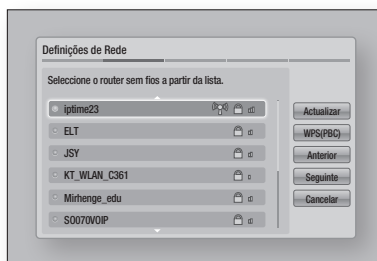 Definições de Rede
Seleccione o router sem fios a partir da lista.
iptime23
ELT
JSY
KT_WLAN_C361
Mirhenge_edu
SO070VOIP
Actualizar
WPS(PBC)
Anterior
Seguinte
Cancelar